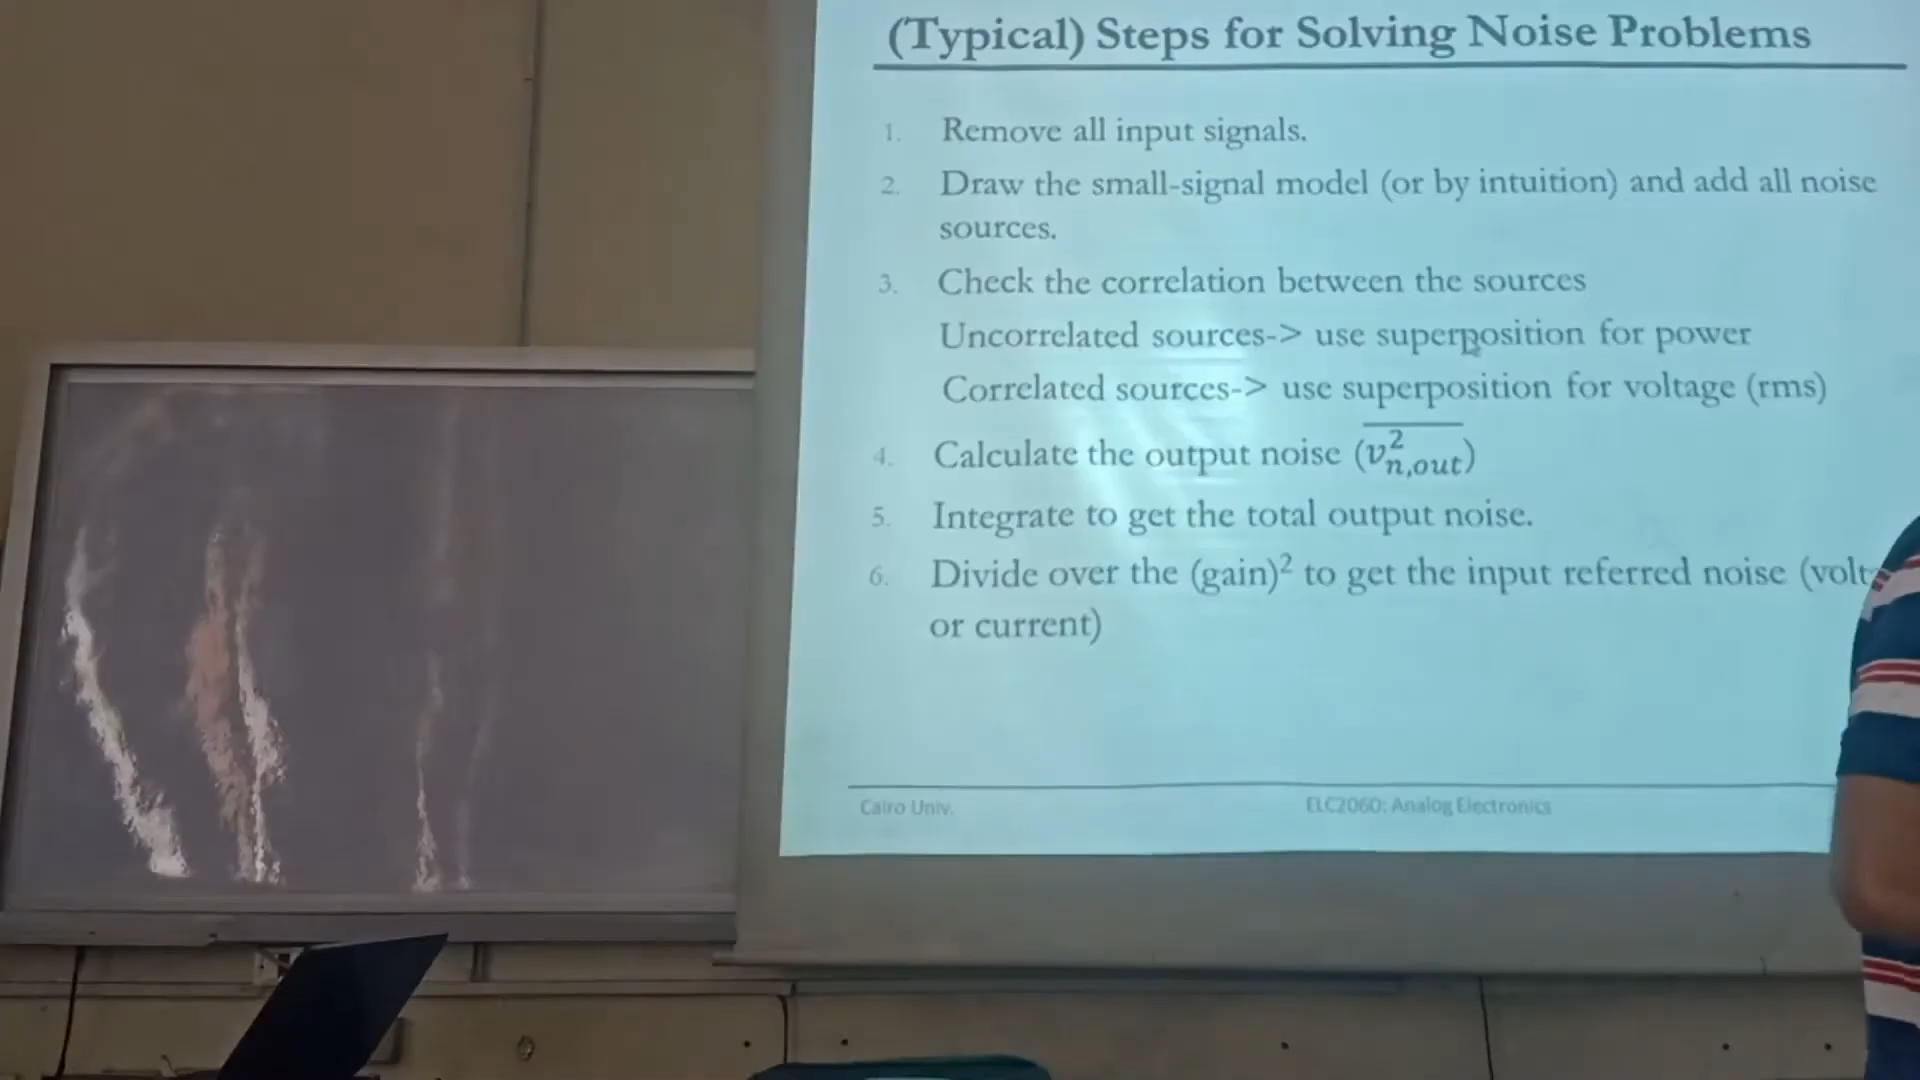 (Typical) Steps for Solving Noise Problems
1. Remove all input signals.
2. Draw the small-signal model (or by intuition) and add all noise
sources.
3. Check the correlation between the sources
Uncorrelated sources-> use superposition for power
Correlated sources-> use superposition for voltage (rms)
4. Calculate the output noise (\overline{v_{n,out}^2})
5. Integrate to get the total output noise.
6. Divide over the (gain)² to get the input referred noise (volt
or current)
Cairo Univ.
ELC2060: Analog Electronics